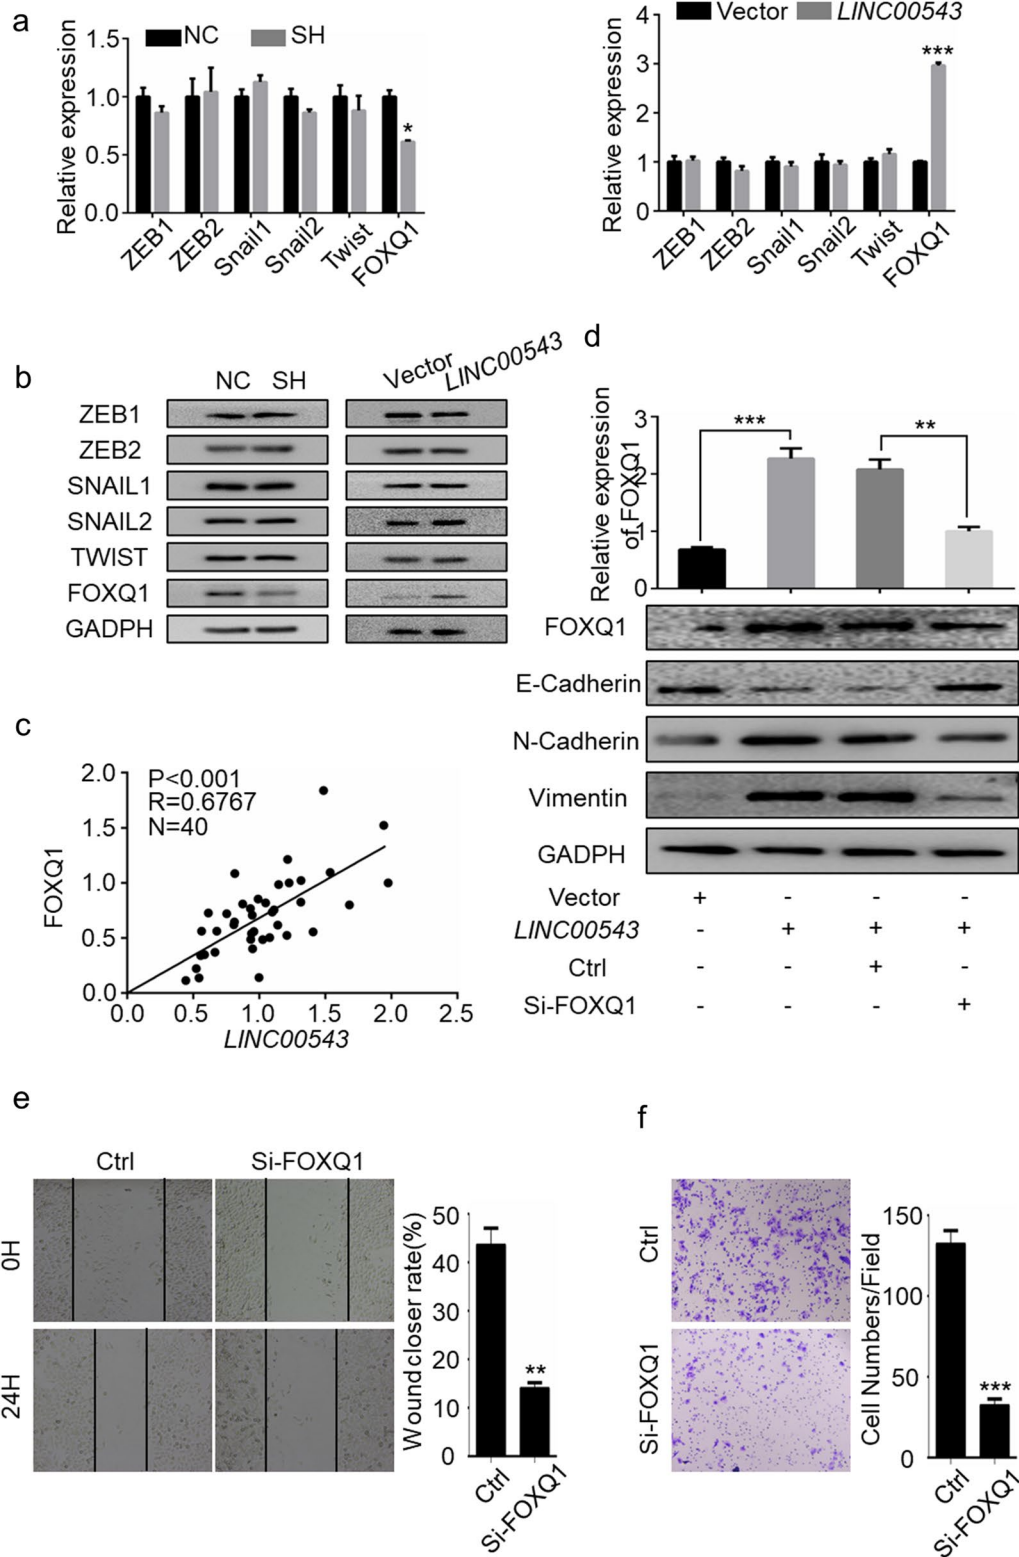 a
1.5
1.0
0.5
0.0
Relative expression
NC SH
*
ZEB1 ZEB2 Snail1 Snail2 Twist FOXQ1
4
3
2
1
0
Relative expression
Vector LINC00543
***
ZEB1 ZEB2 Snail1 Snail2 Twist FOXQ1
b
NC SH
Vector LINC00543
ZEB1
ZEB2
SNAIL1
SNAIL2
TWIST
FOXQ1
GADPH
c
P<0.001
R=0.6767
N=40
2.0
1.5
1.0
0.5
0.0
FOXQ1
0.0 0.5 1.0 1.5 2.0 2.5
LINC00543
d
3
2
1
0
Relative expression
of FOXQ1
*** **
FOXQ1
E-Cadherin
N-Cadherin
Vimentin
GADPH
Vector + - - -
LINC00543 - + + +
Ctrl - - + -
Si-FOXQ1 - - - +
e
Ctrl Si-FOXQ1
0H
24H
50
40
30
20
10
0
Wound closer rate(%)
**
Ctrl Si-FOXQ1
f
Ctrl
Si-FOXQ1
150
100
50
0
Cell Numbers/Field
***
Ctrl Si-FOXQ1